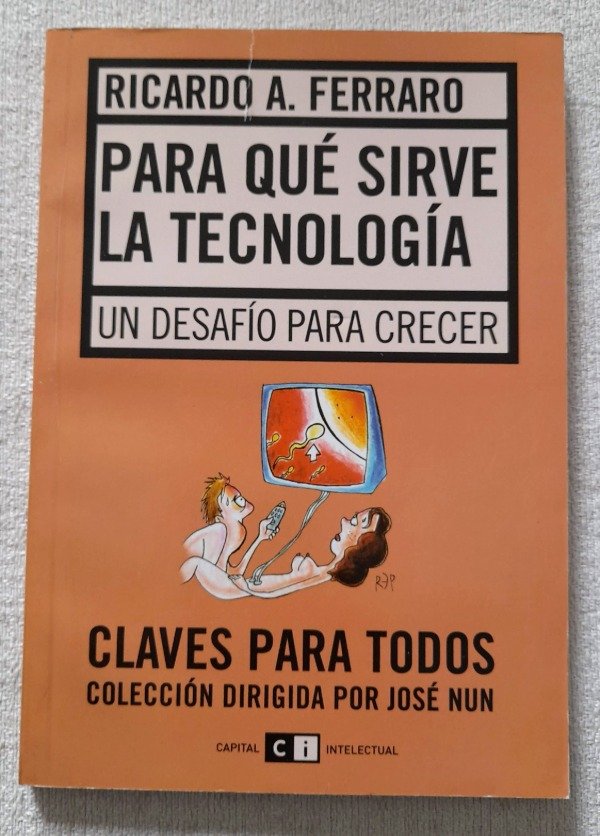 RICARDO A. FERRARO
PARA QUÉ SIRVE
LA TECNOLOGÍA
UN DESAFÍO PARA CRECER
REP
CLAVES PARA TODOS
COLECCIÓN DIRIGIDA POR JOSÉ NUN
CAPITAL Ci INTELECTUAL